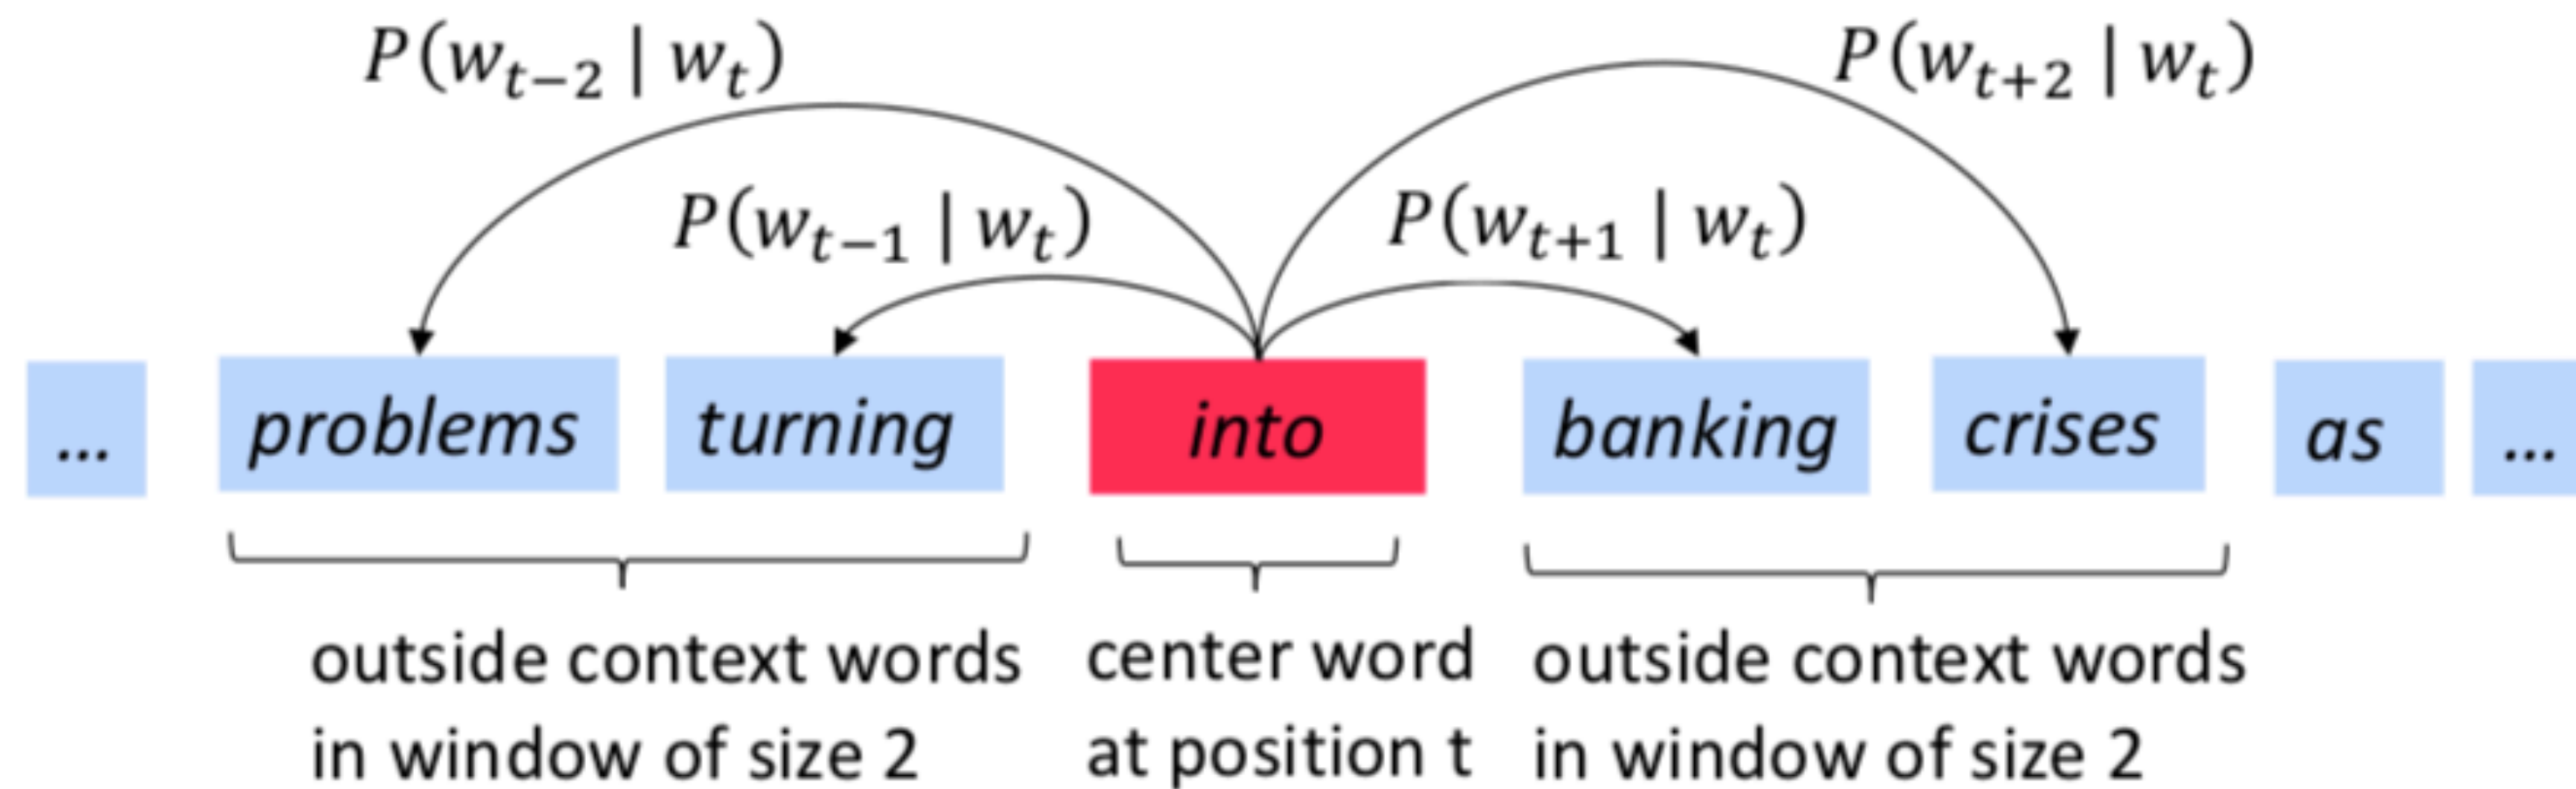 P(w_{t−2} | w_t)
P(w_{t+2} | w_t)
P(w_{t−1} | w_t)
P(w_{t+1} | w_t)
... problems turning into banking crises as ...
outside context words
in window of size 2
center word
at position t
outside context words
in window of size 2